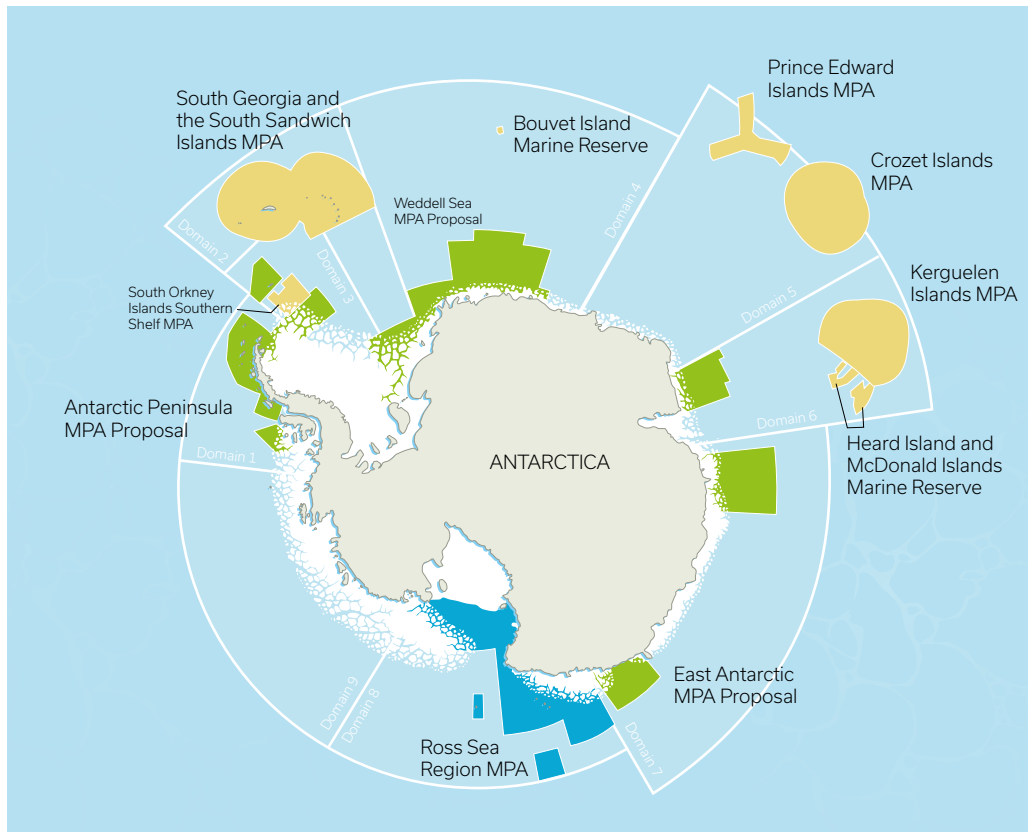 Prince Edward
Islands MPA
South Georgia and
the South Sandwich
Islands MPA
Bouvet Island
Marine Reserve
Crozet Islands
MPA
Weddell Sea
MPA Proposal
Domain 4
Domain 2
Domain 3
Kerguelen
Islands MPA
South Orkney
Islands Southern
Shelf MPA
Domain 5
Antarctic Peninsula
MPA Proposal
Domain 6
Domain 1
Heard Island and
McDonald Islands
Marine Reserve
ANTARCTICA
East Antarctic
MPA Proposal
Domain 9
Domain 8
Domain 7
Ross Sea
Region MPA